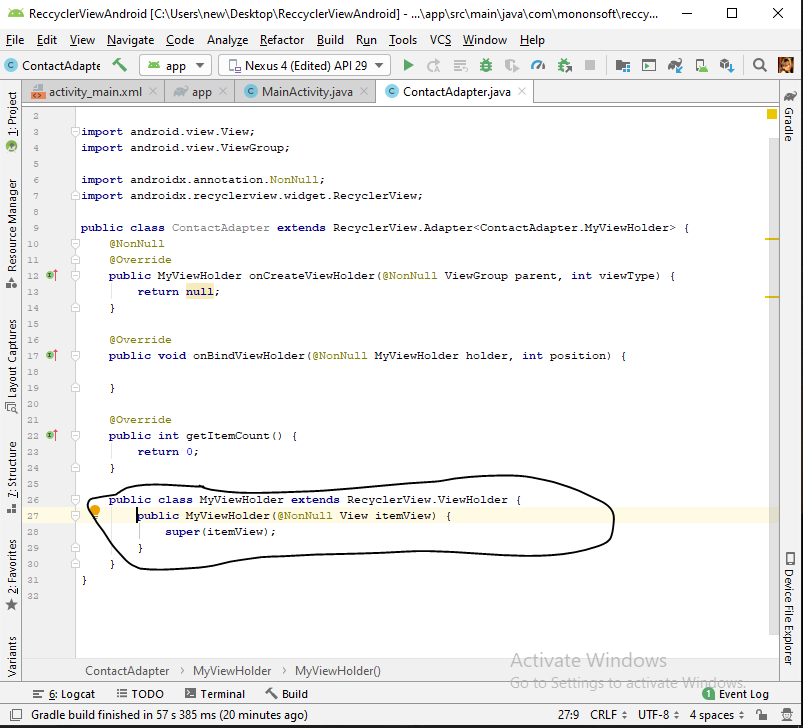 ReccyclerViewAndroid [C:\Users\new\Desktop\ReccyclerViewAndroid] - ...\app\src\main\java\com\mononsoft\reccy...
File Edit View Navigate Code Analyze Refactor Build Run Tools VCS Window Help
ContactAdapte app Nexus 4 (Edited) API 29
activity_main.xml app MainActivity.java ContactAdapter.java
1: Project
Resource Manager
Layout Captures
7: Structure
2: Favorites
Variants
2
3 import android.view.View;
4 import android.view.ViewGroup;
5
6 import androidx.annotation.NonNull;
7 import androidx.recyclerview.widget.RecyclerView;
8
9 public class ContactAdapter extends RecyclerView.Adapter<ContactAdapter.MyViewHolder> {
10 @NonNull
11 @Override
12 public MyViewHolder onCreateViewHolder(@NonNull ViewGroup parent, int viewType) {
13 return null;
14 }
15
16 @Override
17 public void onBindViewHolder(@NonNull MyViewHolder holder, int position) {
18
19 }
20
21 @Override
22 public int getItemCount() {
23 return 0;
24 }
25
26 public class MyViewHolder extends RecyclerView.ViewHolder {
27 public MyViewHolder(@NonNull View itemView) {
28 super(itemView);
29 }
30 }
31 }
32
Gradle
Device File Explorer
Activate Windows
Go to Settings to activate Windows.
ContactAdapter > MyViewHolder > MyViewHolder()
6: Logcat TODO Terminal Build 1 Event Log
Gradle build finished in 57 s 385 ms (20 minutes ago) 27:9 CRLF UTF-8 4 spaces